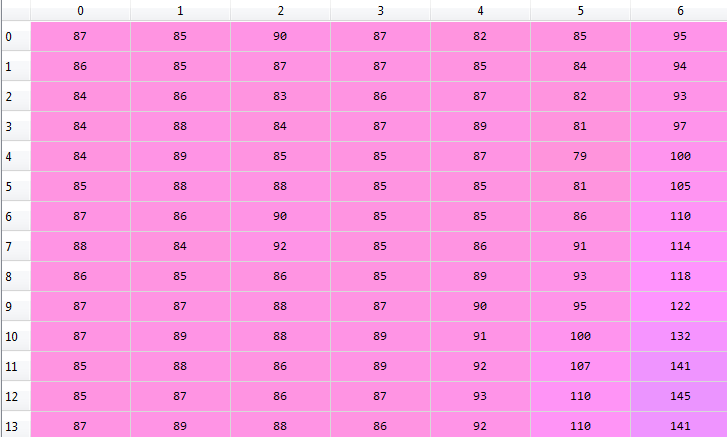 0 1 2 3 4 5 6
0 87 85 90 87 82 85 95
1 86 85 87 87 85 84 94
2 84 86 83 86 87 82 93
3 84 88 84 87 89 81 97
4 84 89 85 85 87 79 100
5 85 88 88 85 85 81 105
6 87 86 90 85 85 86 110
7 88 84 92 85 86 91 114
8 86 85 86 85 89 93 118
9 87 87 88 87 90 95 122
10 87 89 88 89 91 100 132
11 85 88 86 89 92 107 141
12 85 87 86 87 93 110 145
13 87 89 88 86 92 110 141